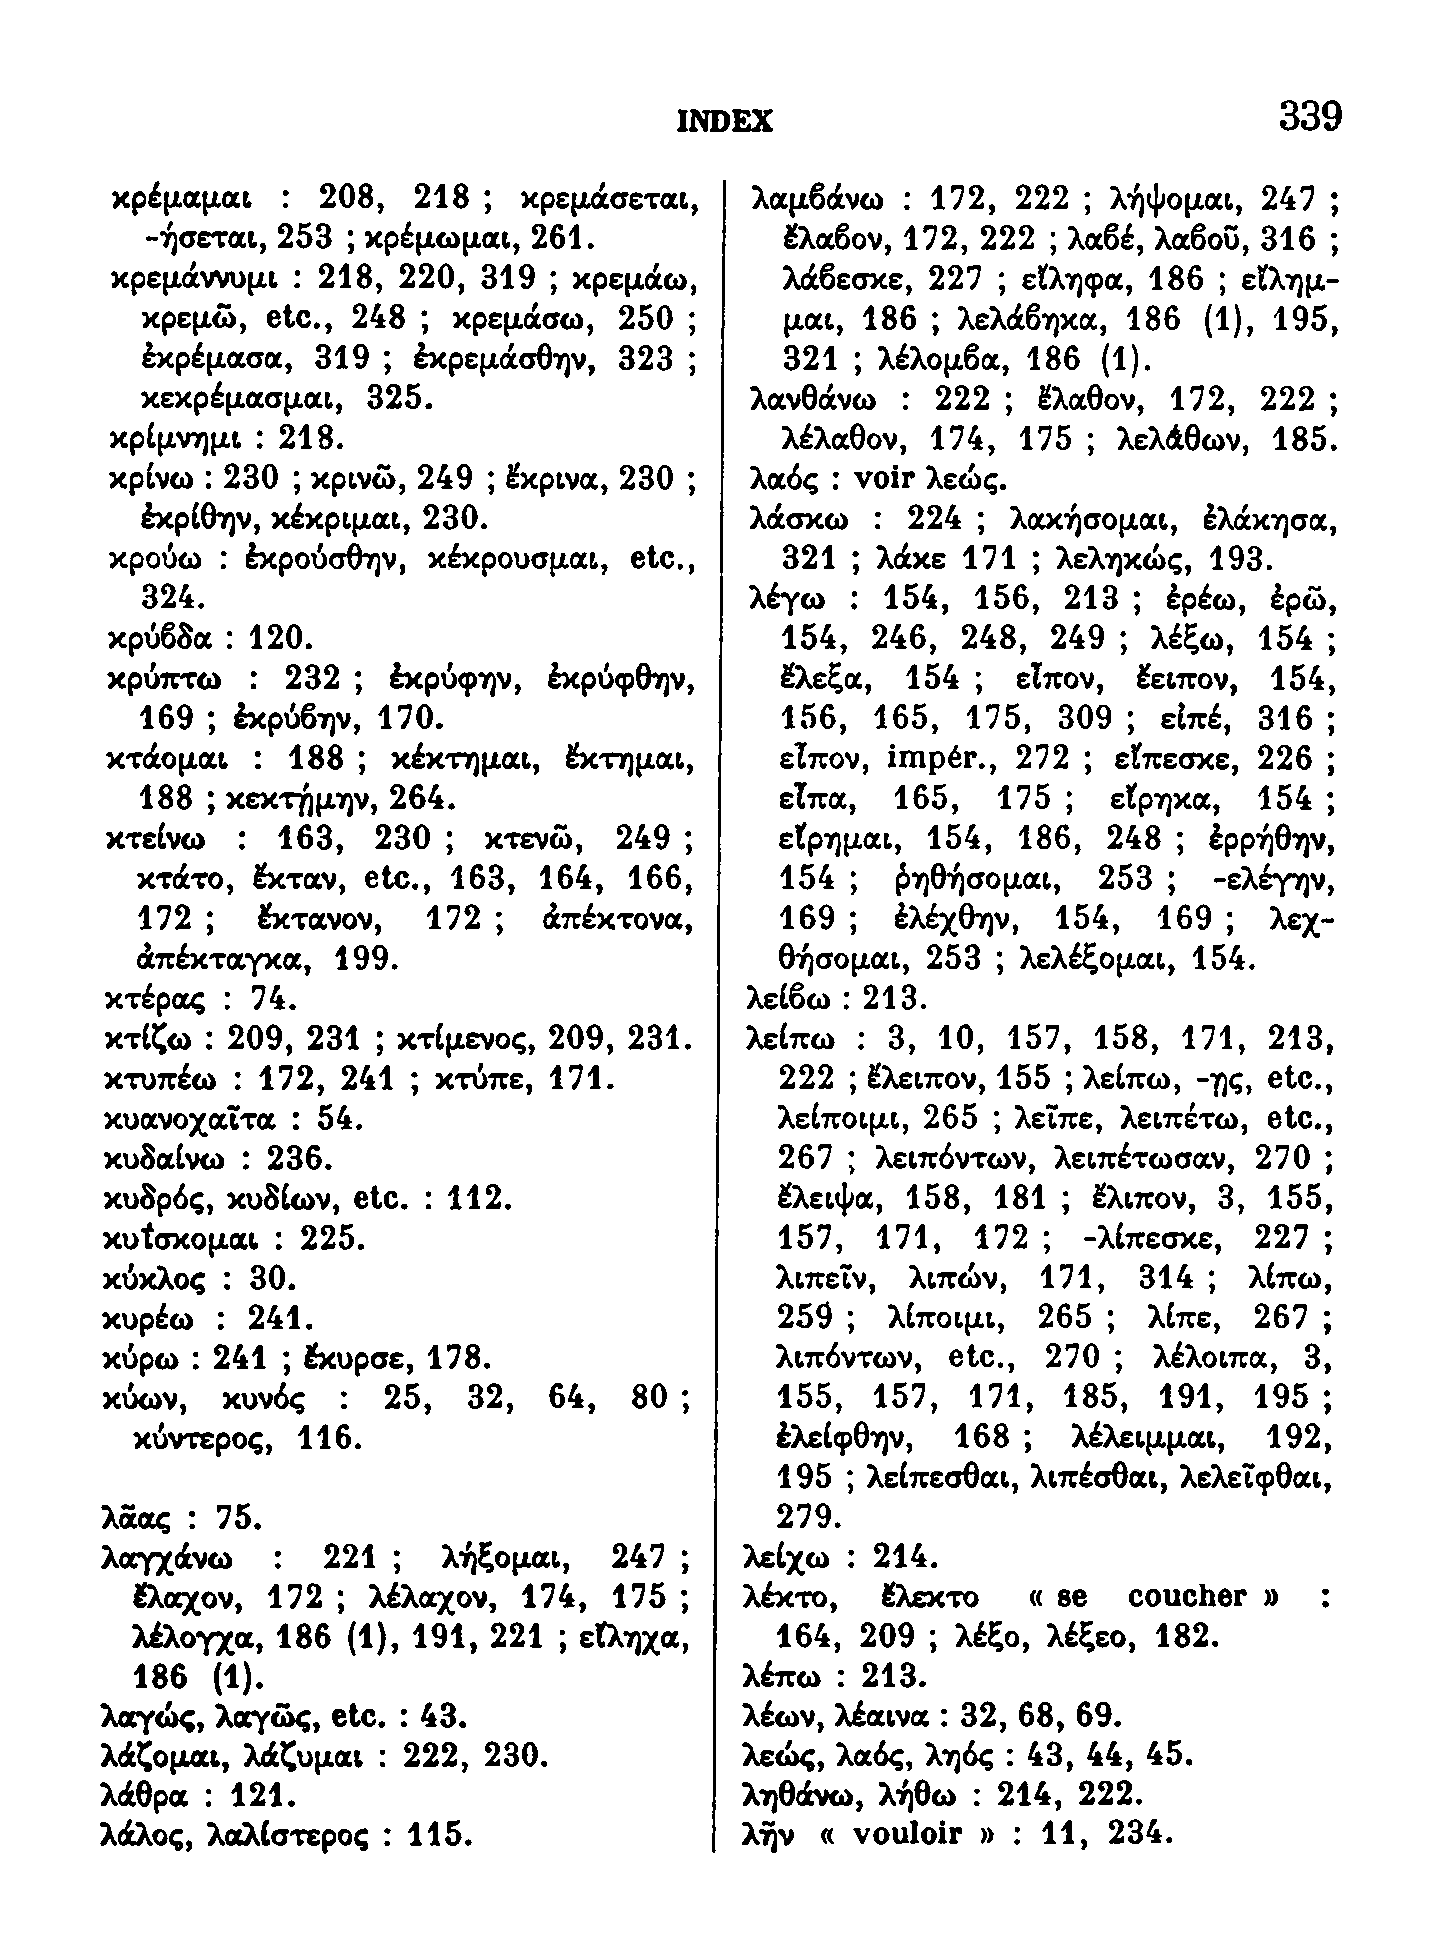 INDEX 339
κρέμαμαι : 208, 218 ; κρεμάσεται,
-ήσεται, 253 ; κρέμωμαι, 261.
κρεμάννυμι : 218, 220, 319 ; κρεμάω,
κρεμῶ, etc., 248 ; κρεμάσω, 250 ;
ἐκρέμασα, 319 ; ἐκρεμάσθην, 323 ;
κεκρέμασμαι, 325.
κρίμνημι : 218.
κρίνω : 230 ; κρινῶ, 249 ; ἔκρινα, 230 ;
ἐκρίθην, κέκριμαι, 230.
κρούω : ἐκρούσθην, κέκρουσμαι, etc.,
324.
κρύϐδα : 120.
κρύπτω : 232 ; ἐκρύφην, ἐκρύφθην,
169 ; ἐκρύϐην, 170.
κτάομαι : 188 ; κέκτημαι, ἔκτημαι,
188 ; κεκτῄμην, 264.
κτείνω : 163, 230 ; κτενῶ, 249 ;
κτάτο, ἔκταν, etc., 163, 164, 166,
172 ; ἔκτανον, 172 ; ἀπέκτονα,
ἀπέκταγκα, 199.
κτέρας : 74.
κτίζω : 209, 231 ; κτίμενος, 209, 231.
κτυπέω : 172, 241 ; κτύπε, 171.
κυανοχαῖτα : 54.
κυδαίνω : 236.
κυδρός, κυδίων, etc. : 112.
κυΐσκομαι : 225.
κύκλος : 30.
κυρέω : 241.
κύρω : 241 ; ἔκυρσε, 178.
κύων, κυνός : 25, 32, 64, 80 ;
κύντερος, 116.
λᾶας : 75.
λαγχάνω : 221 ; λήξομαι, 247 ;
ἔλαχον, 172 ; λέλαχον, 174, 175 ;
λέλογχα, 186 (1), 191, 221 ; εἴληχα,
186 (1).
λαγώς, λαγῶς, etc. : 43.
λάζομαι, λάζυμαι : 222, 230.
λάθρα : 121.
λάλος, λαλίστερος : 115.
λαμϐάνω : 172, 222 ; λήψομαι, 247 ;
ἔλαϐον, 172, 222 ; λαϐέ, λαϐοῦ, 316 ;
λάϐεσκε, 227 ; εἴληφα, 186 ; εἴλημ-
μαι, 186 ; λελάϐηκα, 186 (1), 195,
321 ; λέλομϐα, 186 (1).
λανθάνω : 222 ; ἔλαθον, 172, 222 ;
λέλαθον, 174, 175 ; λελάθων, 185.
λαός : voir λεώς.
λάσκω : 224 ; λακήσομαι, ἐλάκησα,
321 ; λάκε 171 ; λεληκώς, 193.
λέγω : 154, 156, 213 ; ἐρέω, ἐρῶ,
154, 246, 248, 249 ; λέξω, 154 ;
ἔλεξα, 154 ; εἶπον, ἔειπον, 154,
156, 165, 175, 309 ; εἰπέ, 316 ;
εἶπον, impér., 272 ; εἴπεσκε, 226 ;
εἶπα, 165, 175 ; εἴρηκα, 154 ;
εἴρημαι, 154, 186, 248 ; ἐρρήθην,
154 ; ῥηθήσομαι, 253 ; -ελέγην,
169 ; ἐλέχθην, 154, 169 ; λεχ-
θήσομαι, 253 ; λελέξομαι, 154.
λείϐω : 213.
λείπω : 3, 10, 157, 158, 171, 213,
222 ; ἔλειπον, 155 ; λείπω, -ῃς, etc.,
λείποιμι, 265 ; λεῖπε, λειπέτω, etc.,
267 ; λειπόντων, λειπέτωσαν, 270 ;
ἔλειψα, 158, 181 ; ἔλιπον, 3, 155,
157, 171, 172 ; -λίπεσκε, 227 ;
λιπεῖν, λιπών, 171, 314 ; λίπω,
259 ; λίποιμι, 265 ; λίπε, 267 ;
λιπόντων, etc., 270 ; λέλοιπα, 3,
155, 157, 171, 185, 191, 195 ;
ἐλείφθην, 168 ; λέλειμμαι, 192,
195 ; λείπεσθαι, λιπέσθαι, λελεῖφθαι,
279.
λείχω : 214.
λέκτο, ἔλεκτο « se coucher » :
164, 209 ; λέξο, λέξεο, 182.
λέπω : 213.
λέων, λέαινα : 32, 68, 69.
λεώς, λαός, ληός : 43, 44, 45.
ληθάνω, λήθω : 214, 222.
λῆν « vouloir » : 11, 234.